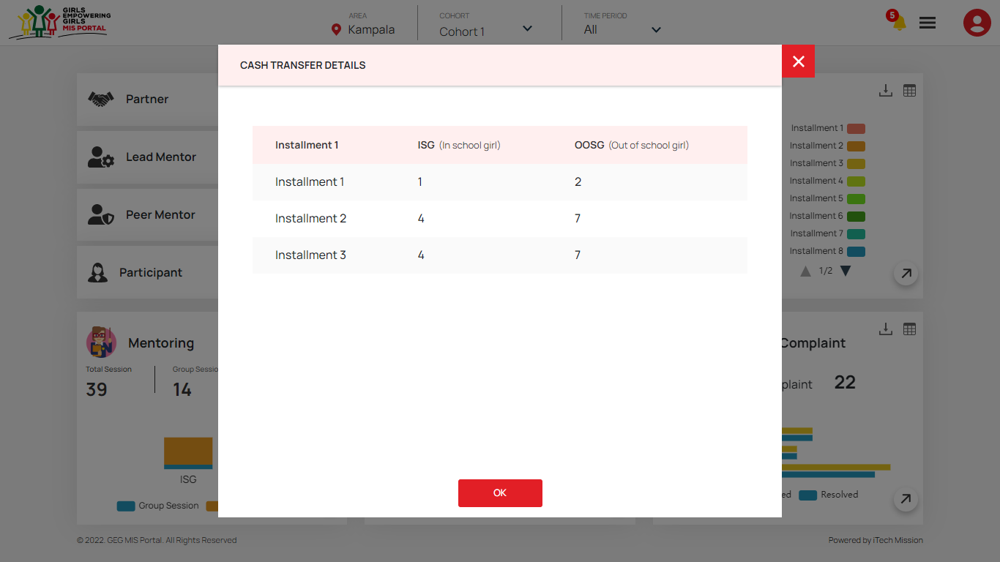 GIRLS
EMPOWERING
GIRLS
MIS PORTAL
AREA
Kampala
COHORT
Cohort 1
TIME PERIOD
All
5
CASH TRANSFER DETAILS
Partner
Lead Mentor
Peer Mentor
Participant
Installment 1 ISG (In school girl) OOSG (Out of school girl)
Installment 1 1 2
Installment 2 4 7
Installment 3 4 7
Installment 1
Installment 2
Installment 3
Installment 4
Installment 5
Installment 6
Installment 7
Installment 8
1/2
Mentoring
Total Session
39
Group Sessio
14
ISG
Group Session
Complaint
plaint 22
ed Resolved
OK
© 2022. GEG MIS Portal. All Rights Reserved
Powered by iTech Mission